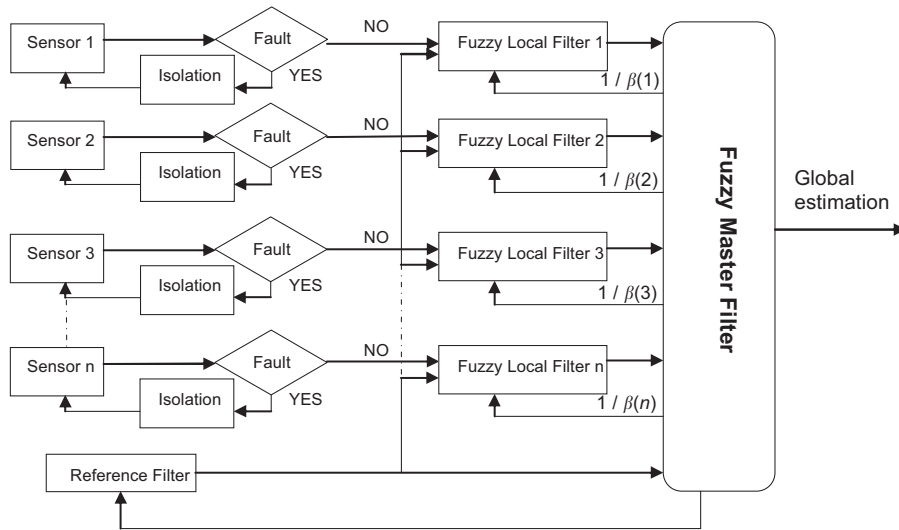 Sensor 1
Fault
NO
Fuzzy Local Filter 1
Isolation
YES
1 / β(1)
Sensor 2
Fault
NO
Fuzzy Local Filter 2
Isolation
YES
1 / β(2)
Sensor 3
Fault
NO
Fuzzy Local Filter 3
Isolation
YES
1 / β(3)
Sensor n
Fault
NO
Fuzzy Local Filter n
Isolation
YES
1 / β(n)
Reference Filter
Fuzzy Master Filter
Global
estimation